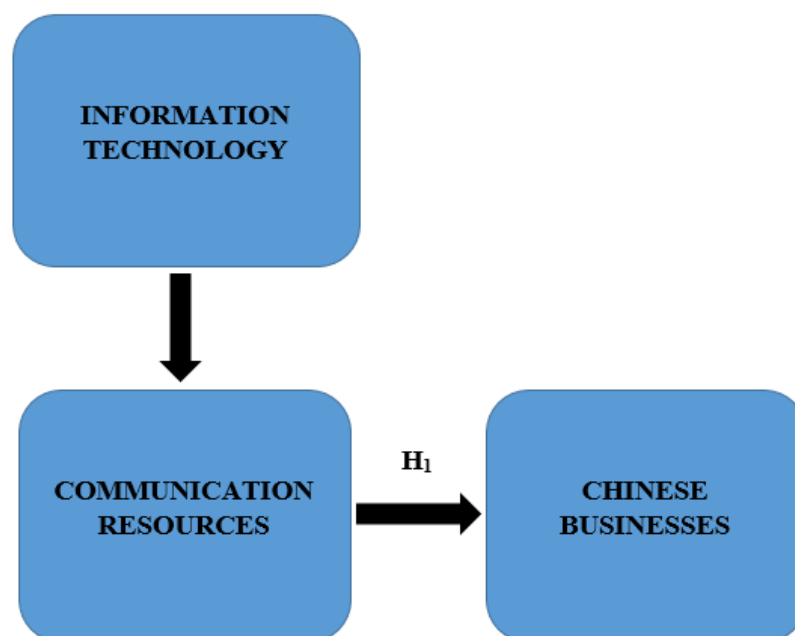 INFORMATION
TECHNOLOGY
COMMUNICATION
RESOURCES
H₁
CHINESE
BUSINESSES